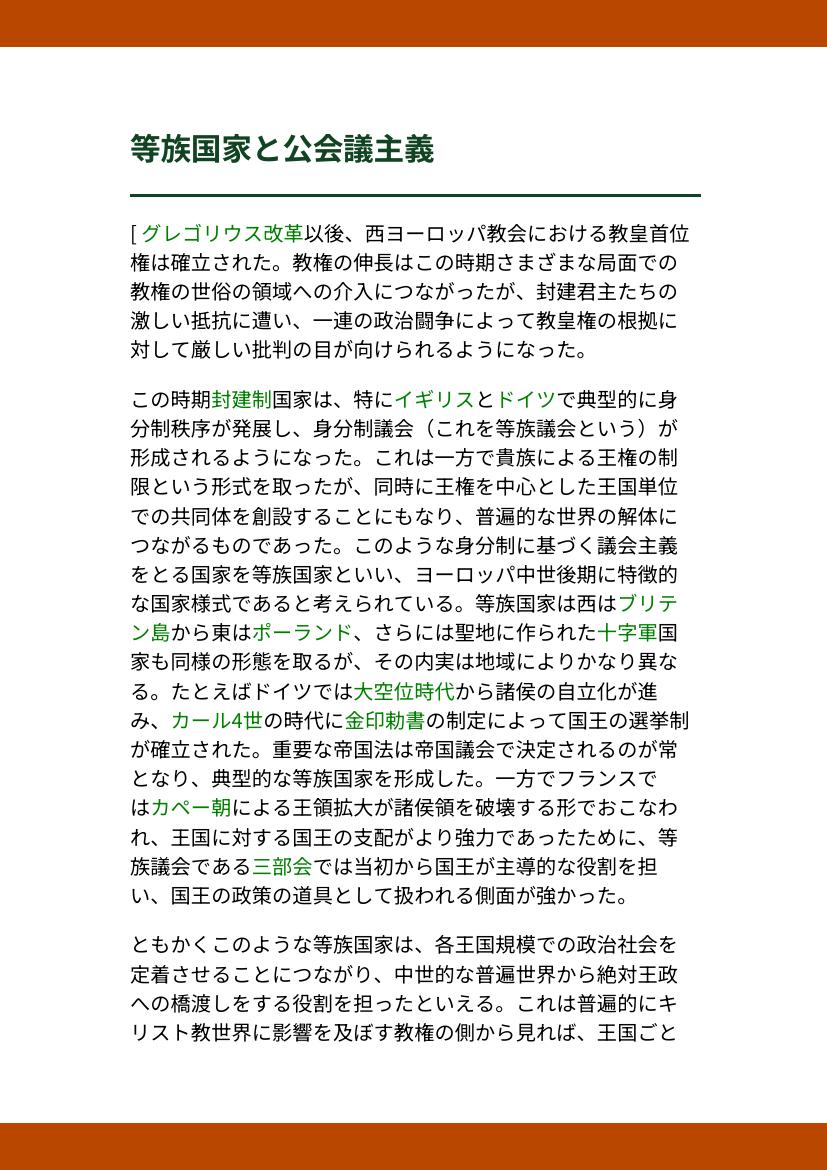 等族国家と公会議主義
[ グレゴリウス改革以後、西ヨーロッパ教会における教皇首位
権は確立された。教権の伸長はこの時期さまざまな局面での
教権の世俗の領域への介入につながったが、封建君主たちの
激しい抵抗に遭い、一連の政治闘争によって教皇権の根拠に
対して厳しい批判の目が向けられるようになった。
この時期封建制国家は、特にイギリスとドイツで典型的に身
分制秩序が発展し、身分制議会（これを等族議会という）が
形成されるようになった。これは一方で貴族による王権の制
限という形式を取ったが、同時に王権を中心とした王国単位
での共同体を創設することにもなり、普遍的な世界の解体に
つながるものであった。このような身分制に基づく議会主義
をとる国家を等族国家といい、ヨーロッパ中世後期に特徴的
な国家様式であると考えられている。等族国家は西はブリテ
ン島から東はポーランド、さらには聖地に作られた十字軍国
家も同様の形態を取るが、その内実は地域によりかなり異な
る。たとえばドイツでは大空位時代から諸侯の自立化が進
み、カール4世の時代に金印勅書の制定によって国王の選挙制
が確立された。重要な帝国法は帝国議会で決定されるのが常
となり、典型的な等族国家を形成した。一方でフランスで
はカペー朝による王領拡大が諸侯領を破壊する形でおこなわ
れ、王国に対する国王の支配がより強力であったために、等
族議会である三部会では当初から国王が主導的な役割を担
い、国王の政策の道具として扱われる側面が強かった。
ともかくこのような等族国家は、各王国規模での政治社会を
定着させることにつながり、中世的な普遍世界から絶対王政
への橋渡しをする役割を担ったといえる。これは普遍的にキ
リスト教世界に影響を及ぼす教権の側から見れば、王国ごと